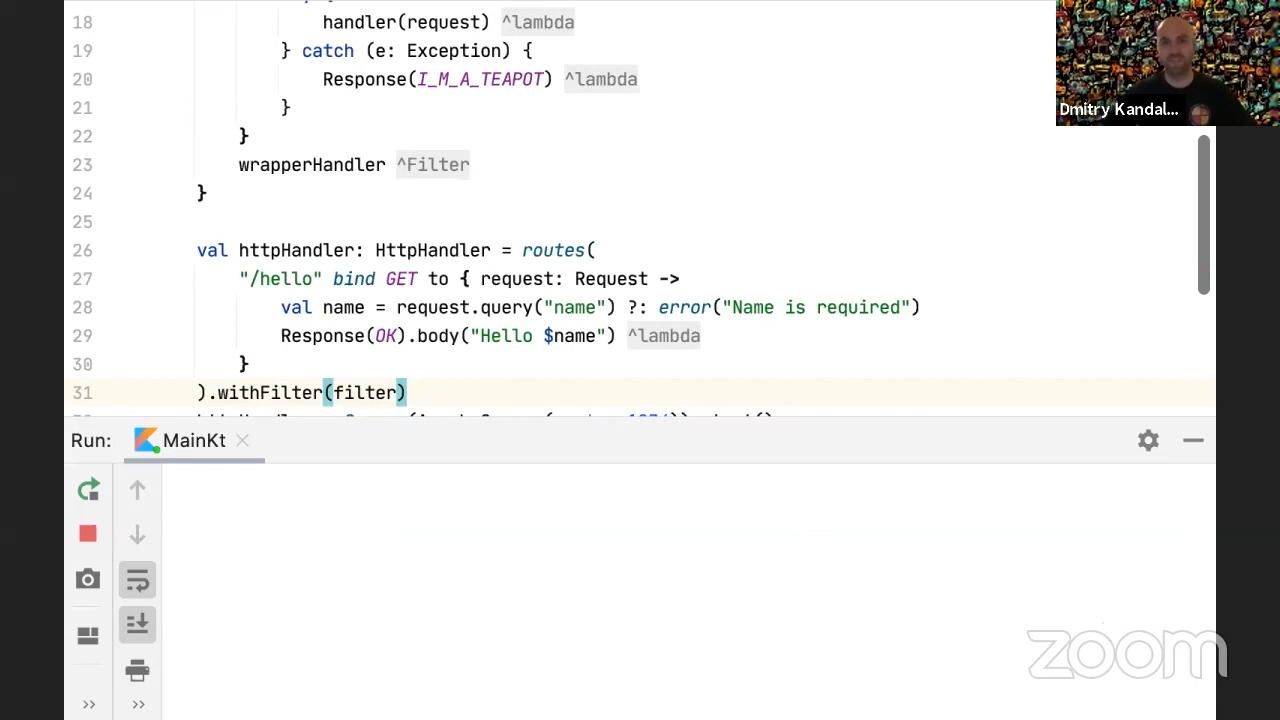 18 handler(request) ^lambda
19 } catch (e: Exception) {
20 Response(I_M_A_TEAPOT) ^lambda
21 }
22 }
23 wrapperHandler ^Filter
24 }
25
26 val httpHandler: HttpHandler = routes(
27 "/hello" bind GET to { request: Request ->
28 val name = request.query("name") ?: error("Name is required")
29 Response(OK).body("Hello $name") ^lambda
30 }
31 ).withFilter(filter)
Dmitry Kandal...
Run: MainKt
>> >>
zoom